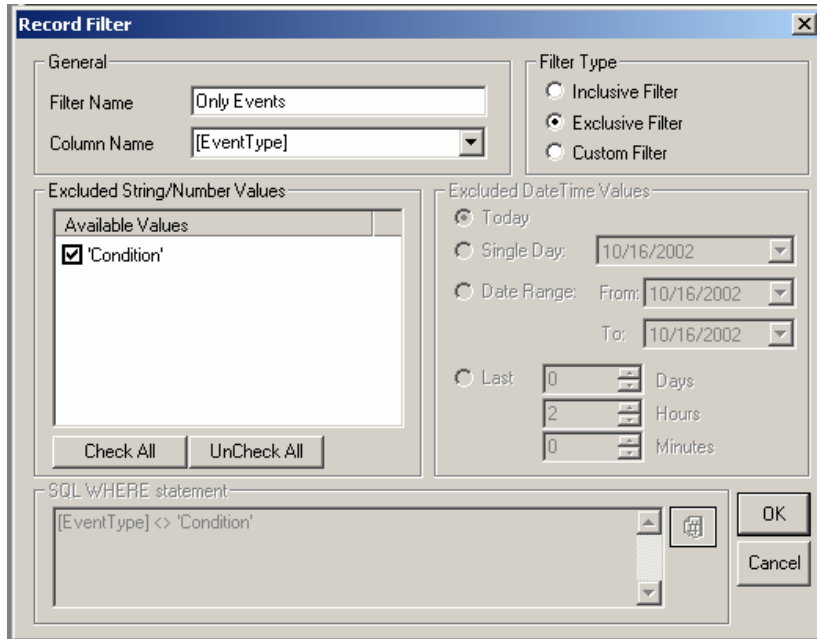 Record Filter
General
Filter Name
Only Events
Column Name
[EventType]
Filter Type
Inclusive Filter
Exclusive Filter
Custom Filter
Excluded String/Number Values
Available Values
'Condition'
Check All
UnCheck All
Excluded DateTime Values
Today
Single Day:
10/16/2002
Date Range:
From:
10/16/2002
To:
10/16/2002
Last
0
Days
2
Hours
0
Minutes
SQL WHERE statement
[EventType] <> 'Condition'
OK
Cancel